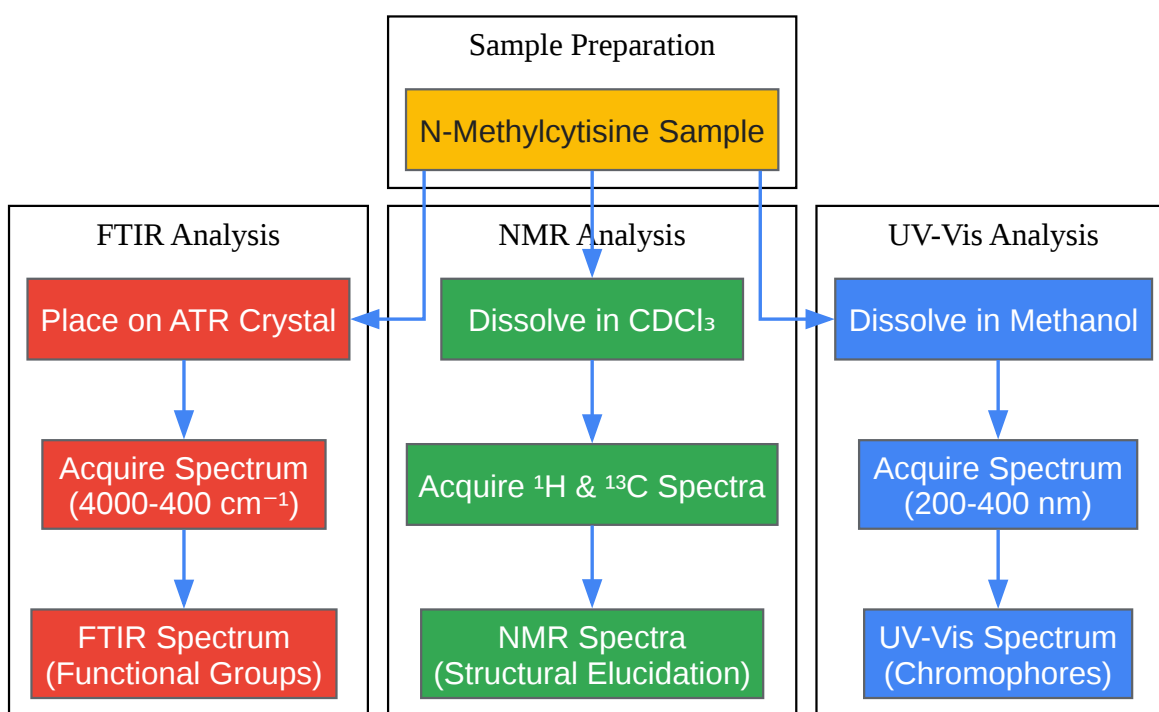 Sample Preparation
N-Methylcytisine Sample
FTIR Analysis
Place on ATR Crystal
Acquire Spectrum
(4000-400 cm⁻¹)
FTIR Spectrum
(Functional Groups)
NMR Analysis
Dissolve in CDCl₃
Acquire ¹H & ¹³C Spectra
NMR Spectra
(Structural Elucidation)
UV-Vis Analysis
Dissolve in Methanol
Acquire Spectrum
(200-400 nm)
UV-Vis Spectrum
(Chromophores)